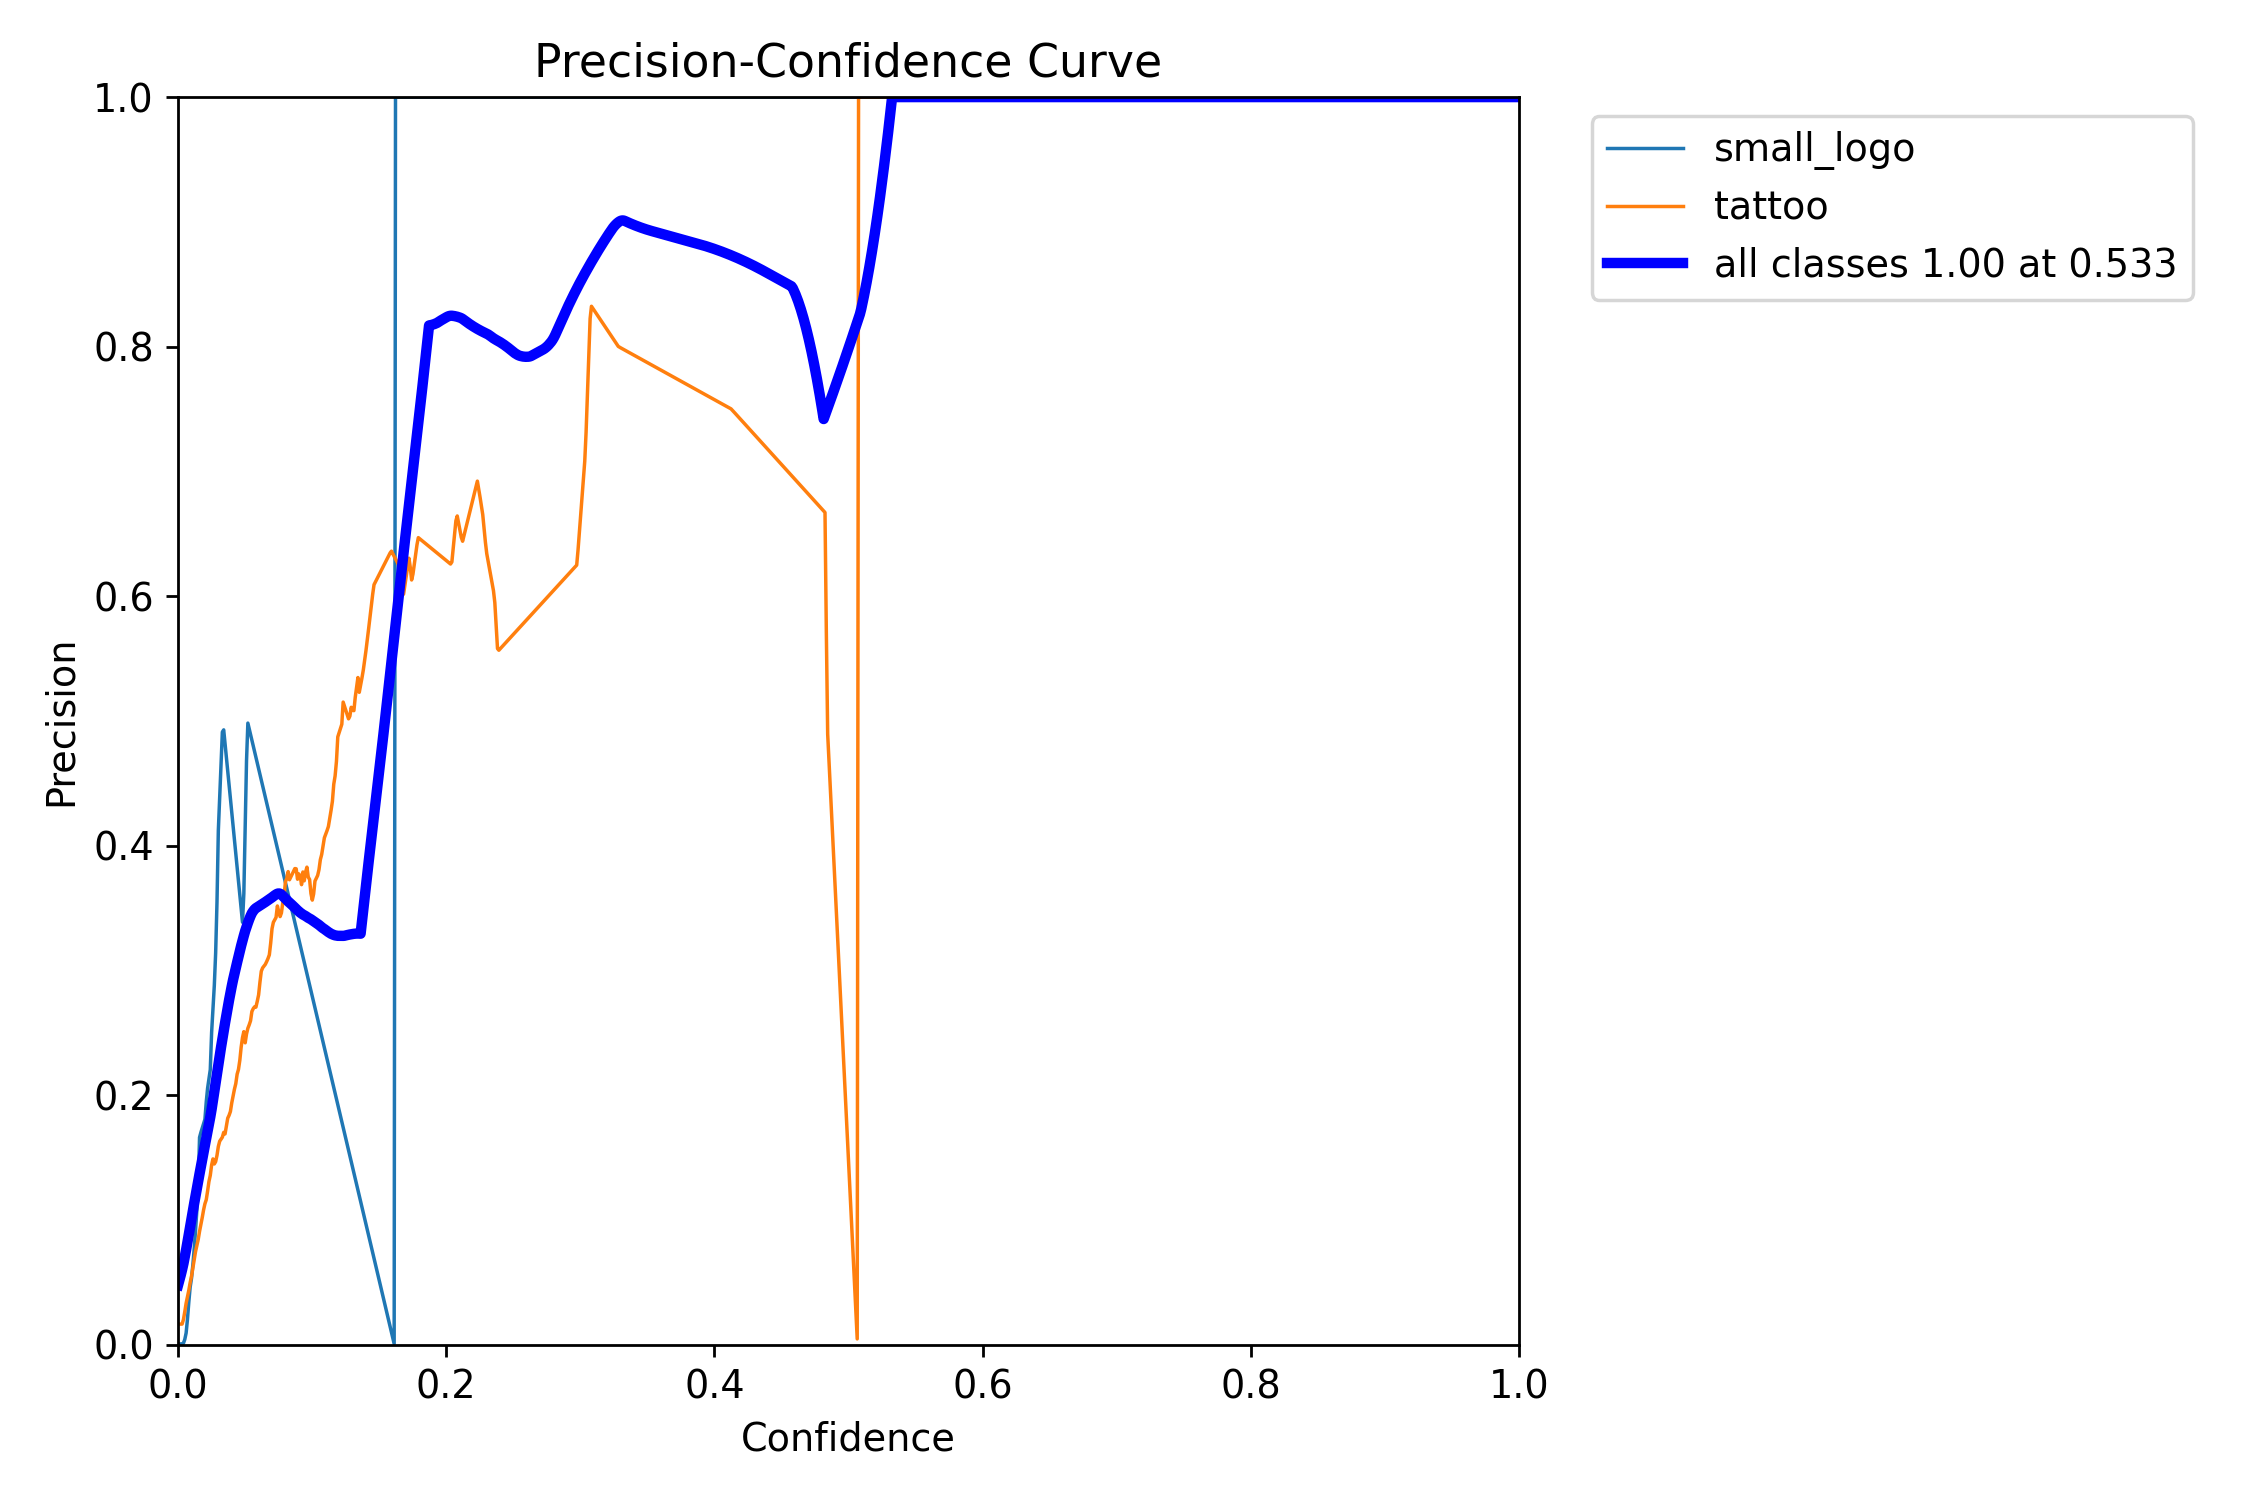 Precision-Confidence Curve
1.0
0.8
0.6
0.4
0.2
0.0
Precision
0.0 0.2 0.4 0.6 0.8 1.0
Confidence
small_logo
tattoo
all classes 1.00 at 0.533